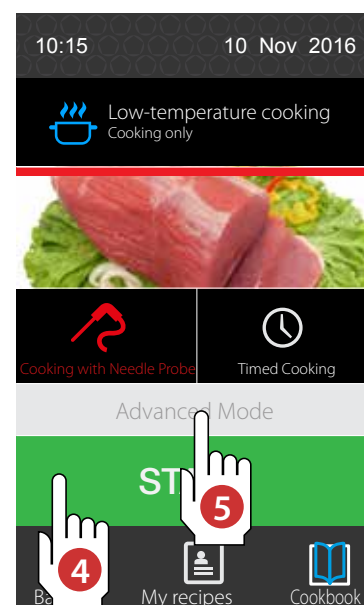 10:15 10 Nov 2016
Low-temperature cooking
Cooking only
Cooking with Needle Probe Timed Cooking
Advanced Mode
5
4
My recipes Cookbook